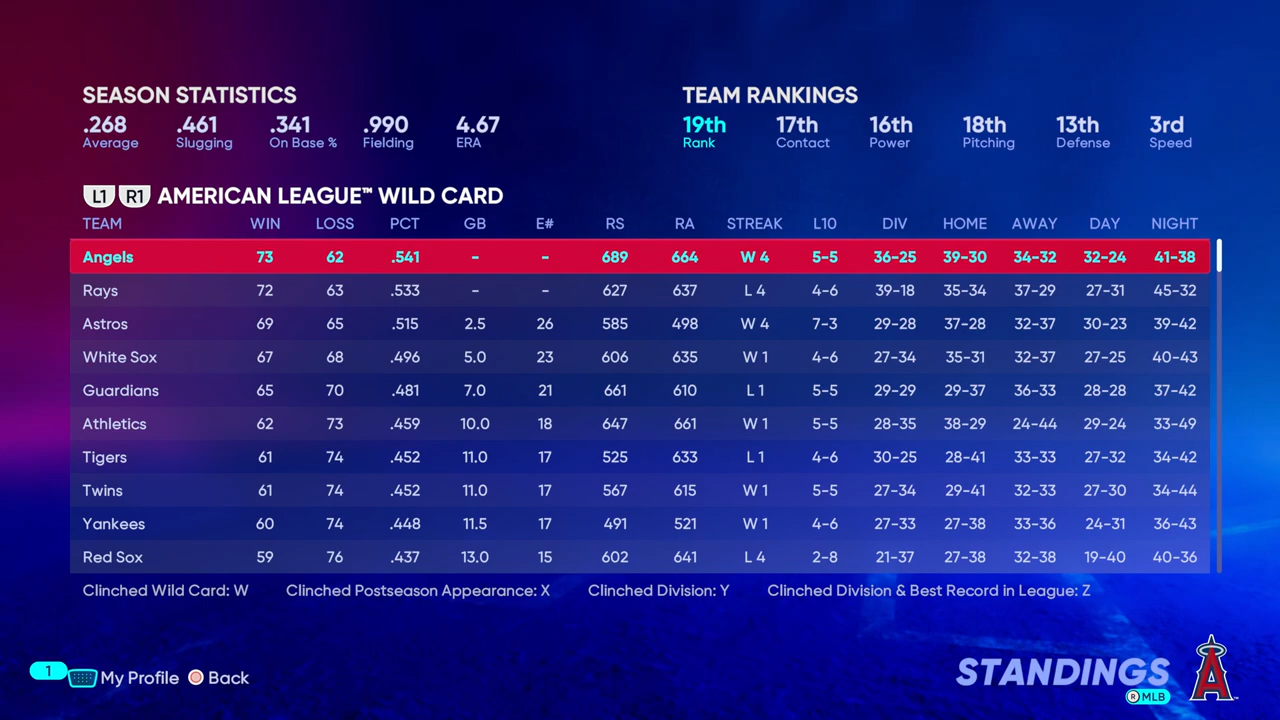 SEASON STATISTICS
.268 .461 .341 .990 4.67
Average Slugging On Base % Fielding ERA
TEAM RANKINGS
19th 17th 16th 18th 13th 3rd
Rank Contact Power Pitching Defense Speed
L1 R1 AMERICAN LEAGUE™ WILD CARD
TEAM WIN LOSS PCT GB E# RS RA STREAK L10 DIV HOME AWAY DAY NIGHT
Angels 73 62 .541 - - 689 664 W 4 5-5 36-25 39-30 34-32 32-24 41-38
Rays 72 63 .533 - - 627 637 L 4 4-6 39-18 35-34 37-29 27-31 45-32
Astros 69 65 .515 2.5 26 585 498 W 4 7-3 29-28 37-28 32-37 30-23 39-42
White Sox 67 68 .496 5.0 23 606 635 W 1 4-6 27-34 35-31 32-37 27-25 40-43
Guardians 65 70 .481 7.0 21 661 610 L 1 5-5 29-29 29-37 36-33 28-28 37-42
Athletics 62 73 .459 10.0 18 647 661 W 1 5-5 28-35 38-29 24-44 29-24 33-49
Tigers 61 74 .452 11.0 17 525 633 L 1 4-6 30-25 28-41 33-33 27-32 34-42
Twins 61 74 .452 11.0 17 567 615 W 1 5-5 27-34 29-41 32-33 27-30 34-44
Yankees 60 74 .448 11.5 17 491 521 W 1 4-6 27-33 27-38 33-36 24-31 36-43
Red Sox 59 76 .437 13.0 15 602 641 L 4 2-8 21-37 27-38 32-38 19-40 40-36
Clinched Wild Card: W Clinched Postseason Appearance: X Clinched Division: Y Clinched Division & Best Record in League: Z
1 My Profile Back
STANDINGS
R MLB
A